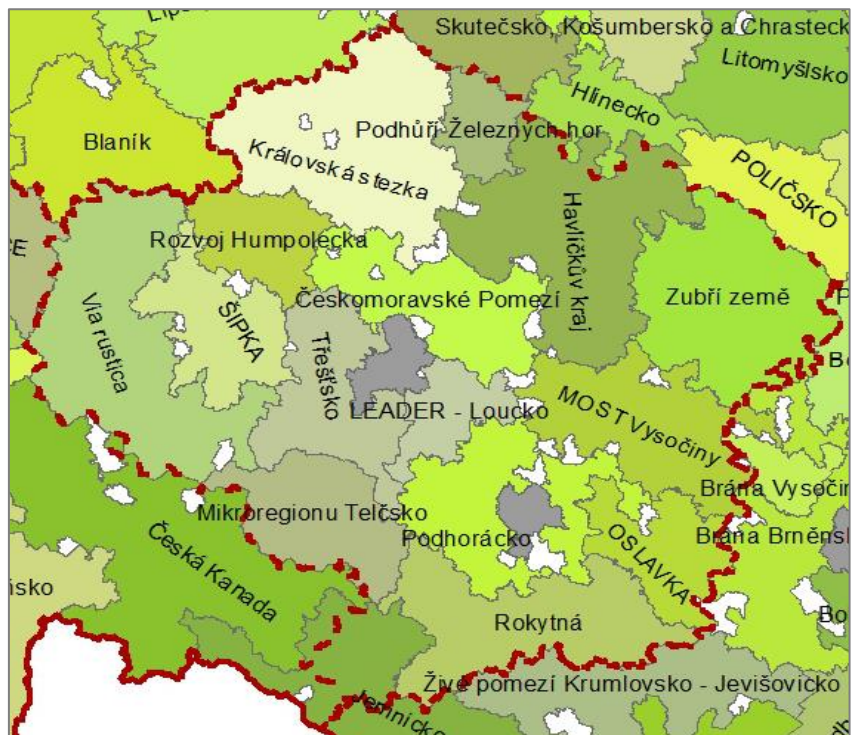 Skutečsko, Košumbersko a Chrasteck
Litomyšlsko
Hlinecko
Blaník
Podhůří Železných hor
Královská stezka
POLIČSKO
Rozvoj Humpolecka
Havlíčkův kraj
Českomoravské Pomezí
Zubří země
Via rustica
ŠIPKA
Třešťsko
LEADER - Loucko
MOST Vysočiny
Brána Vysočin
Mikroregionu Telčsko
Podhorácko
OSLAVKA
Brána Brněnsk
Česká Kanada
Rokytná
Živé pomezí Krumlovsko - Jevišovicko
Jemnicko